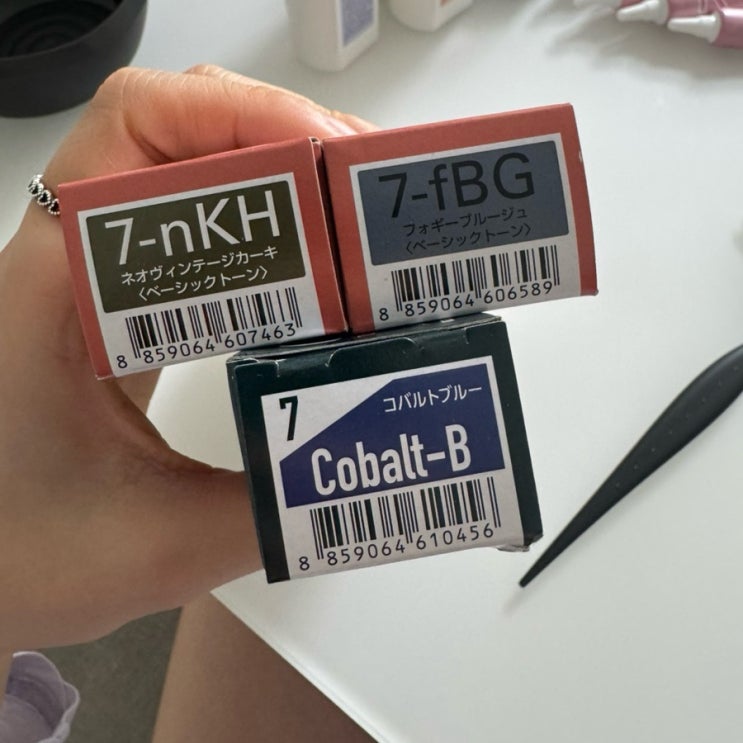 7-nKH
ネオヴィンテージカーキ
〈ベーシックトーン〉
8 859064 607463
7-fBG
フォギーブルージュ
〈ベーシックトーン〉
8 859064 606589
7
コバルトブルー
Cobalt-B
8 859064 610456